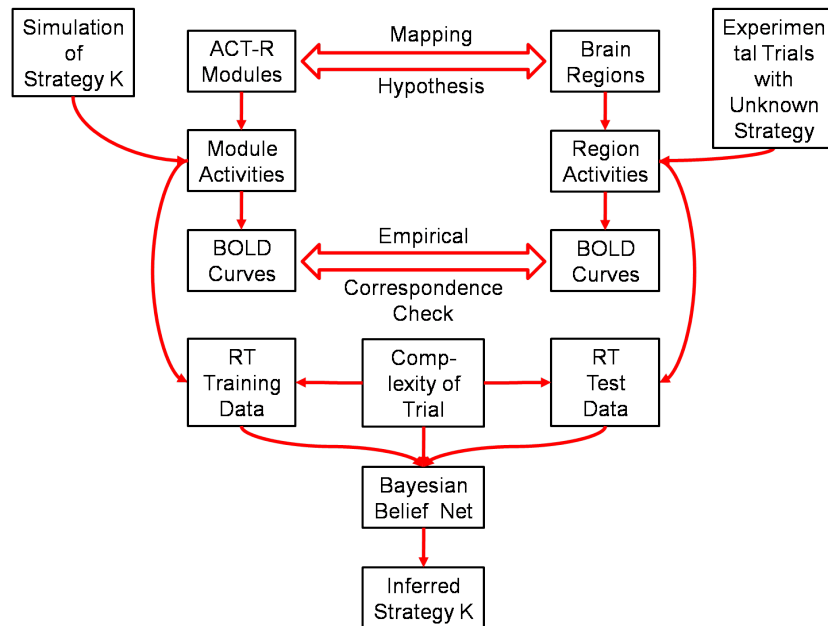 Simulation
of
Strategy K
ACT-R
Modules
Mapping
Hypothesis
Brain
Regions
Experimen
tal Trials
with
Unknown
Strategy
Module
Activities
Region
Activities
BOLD
Curves
Empirical
Correspondence
Check
BOLD
Curves
RT
Training
Data
Comp-
lexity of
Trial
RT
Test
Data
Bayesian
Belief Net
Inferred
Strategy K